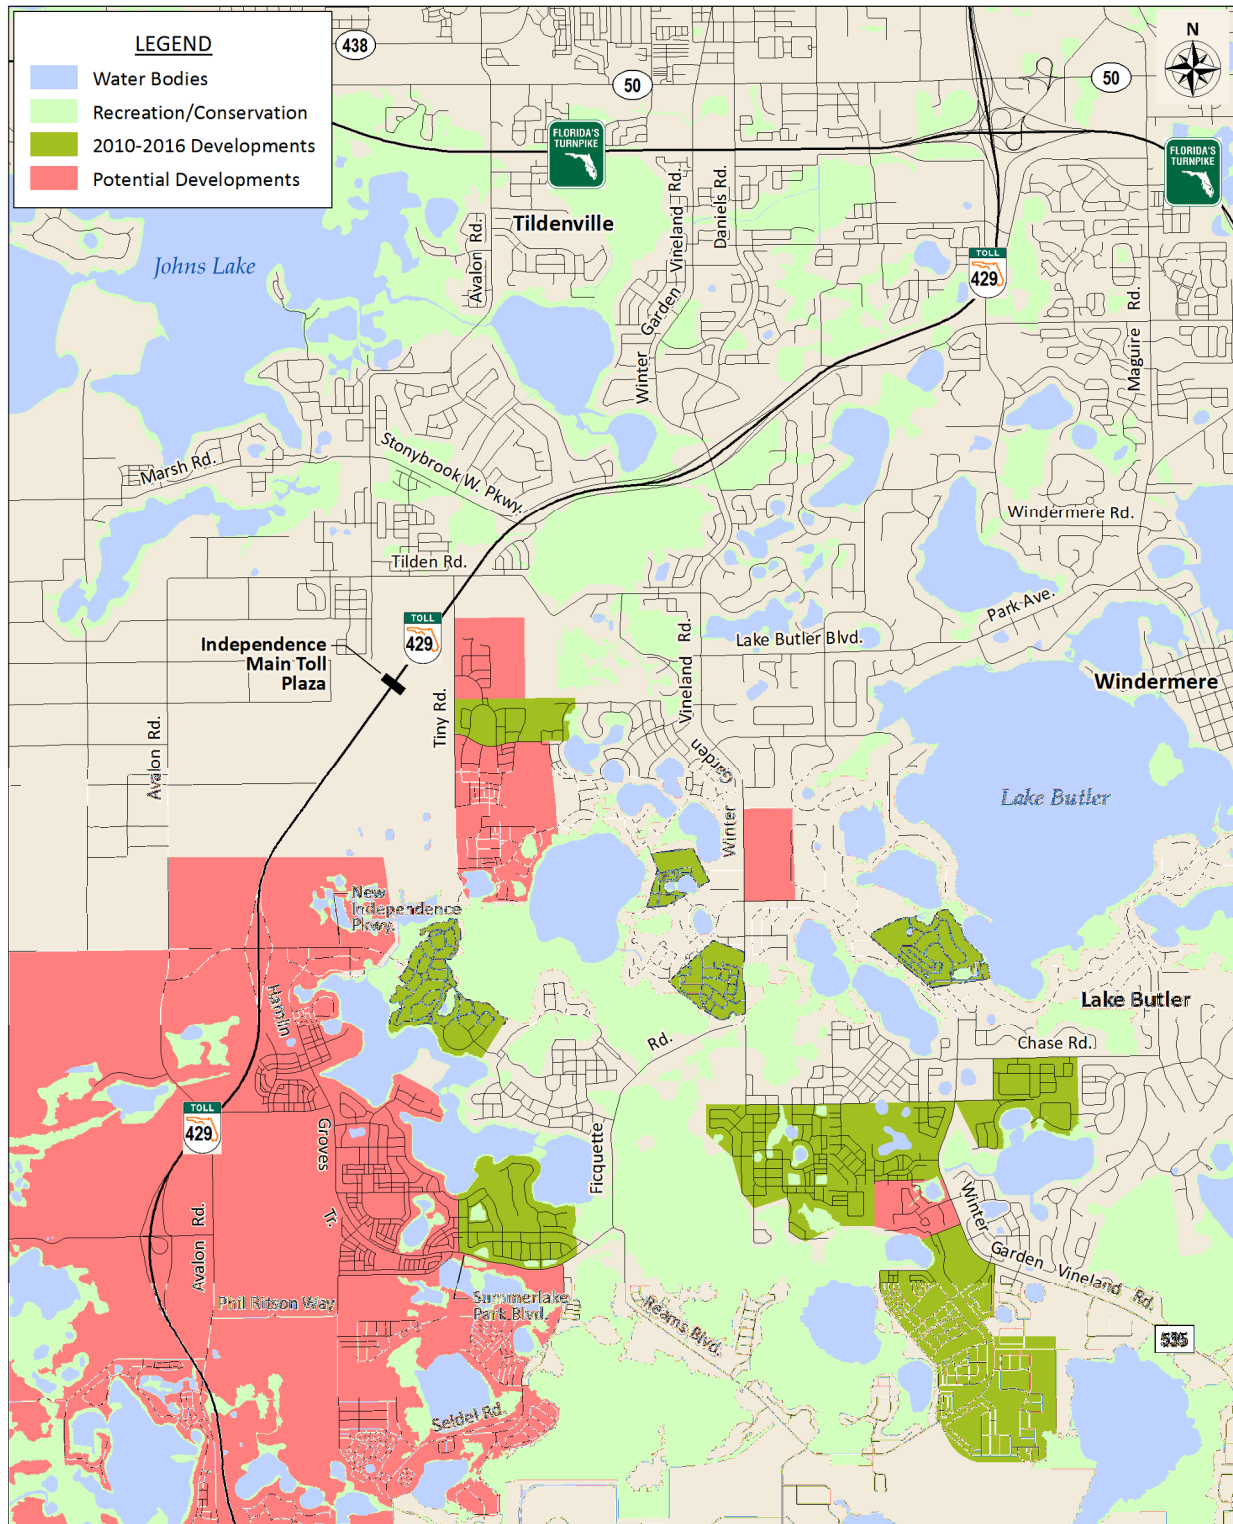 LEGEND
Water Bodies
Recreation/Conservation
2010-2016 Developments
Potential Developments
N
438
50
50
FLORIDA'S
TURNPIKE
FLORIDA'S
TURNPIKE
Tildenville
Avalon Rd.
Winter Garden Vineland Rd.
Daniels Rd.
Johns Lake
TOLL
429
Maguire Rd.
Stonybrook W. Pkwy.
Marsh Rd.
Windermere Rd.
Tilden Rd.
Park Ave.
TOLL
429
Independence
Main Toll
Plaza
Lake Butler Blvd.
Windermere
Tiny Rd.
Avalon Rd.
Winter Garden Vineland Rd.
Lake Butler
New
Independence
Pkwy.
Hamlin Groves Tr.
Lake Butler
Chase Rd.
Ficquette Rd.
TOLL
429
Avalon Rd.
Winter Garden Vineland Rd.
Phil Ritson Way
Summerlake
Park Blvd.
Reams Blvd.
535
Seidel Rd.